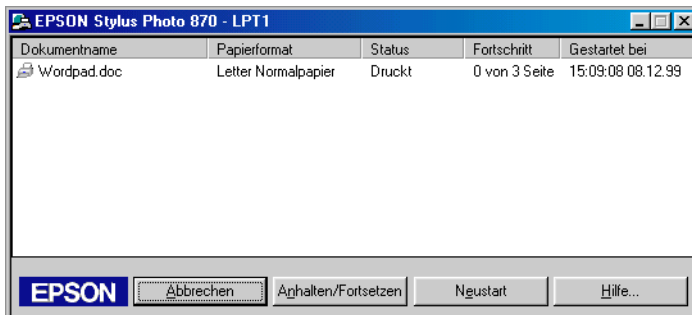 EPSON Stylus Photo 870 - LPT1
Dokumentname Papierformat Status Fortschritt Gestartet bei
Wordpad.doc Letter Normalpapier Druckt 0 von 3 Seite 15:09:08 08.12.99
EPSON Abbrechen Anhalten/Fortsetzen Neustart Hilfe...